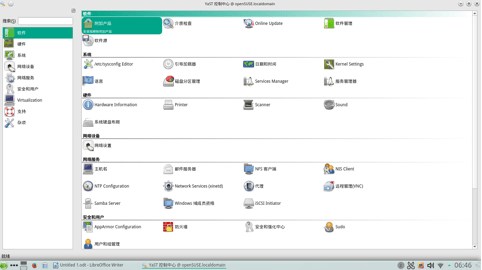 YaST 控制中心 @ openSUSE.localdomain
搜索(S)
软件
硬件
系统
网络设备
网络服务
安全和用户
Virtualization
支持
杂项
软件
附加产品
介质检查
Online Update
软件管理
软件源
系统
/etc/sysconfig Editor
引导装载器
日期和时间
Kernel Settings
语言
磁盘分区管理
Services Manager
服务管理器
硬件
Hardware Information
Printer
Scanner
Sound
系统键盘布局
网络设备
网络设置
网络服务
主机名
邮件服务器
NFS 客户端
NIS Client
NTP Configuration
Network Services (xinetd)
代理
远程管理(VNC)
Samba Server
Windows 域成员资格
iSCSI Initiator
安全和用户
AppArmor Configuration
防火墙
安全和强化中心
Sudo
用户和组管理
就绪
Untitled 1.odt - LibreOffice Writer
YaST 控制中心 @ openSUSE.localdomain
06:46